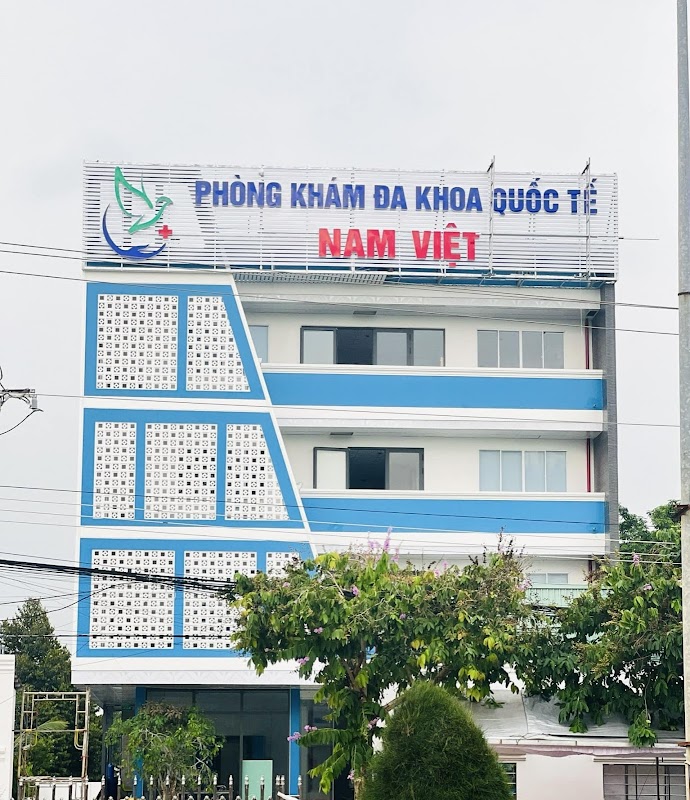 PHÒNG KHÁM ĐA KHOA QUỐC TẾ
NAM VIỆT